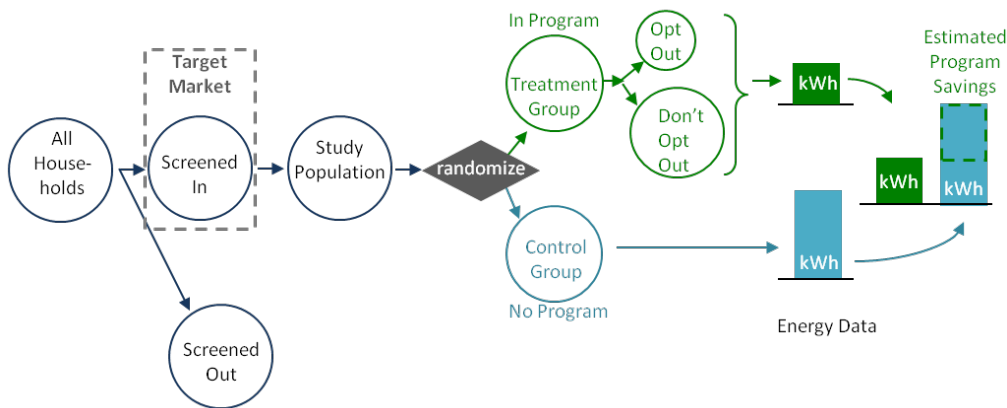 All
House-
holds
Target
Market
Screened
In
Screened
Out
Study
Population
randomize
In Program
Treatment
Group
Opt
Out
Don’t
Opt
Out
Control
Group
No Program
kWh
kWh
Energy Data
Estimated
Program
Savings
kWh
kWh